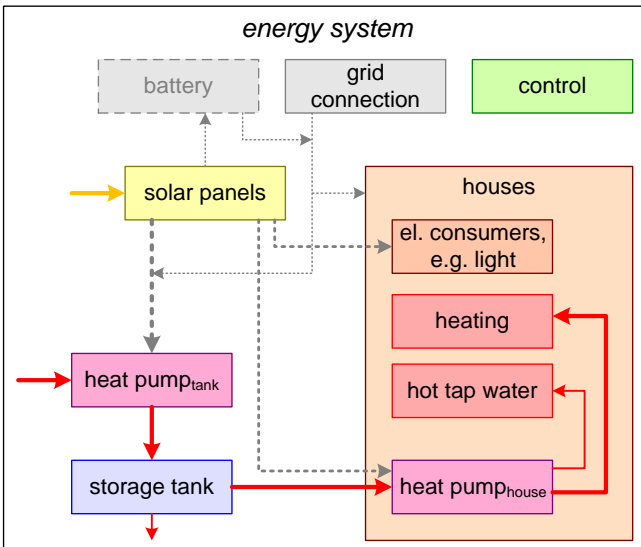 energy system
battery
grid
connection
control
solar panels
houses
el. consumers,
e.g. light
heating
heat pumptank
hot tap water
storage tank
heat pumphouse